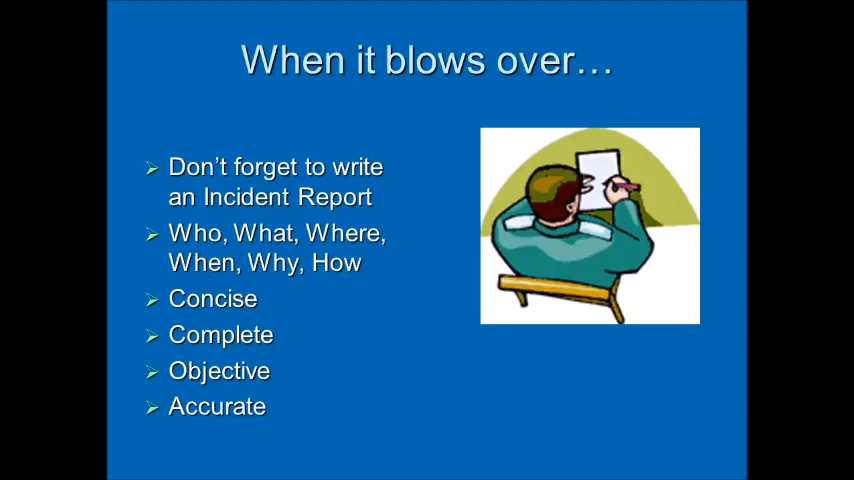 When it blows over…
Don't forget to write
an Incident Report
Who, What, Where,
When, Why, How
Concise
Complete
Objective
Accurate